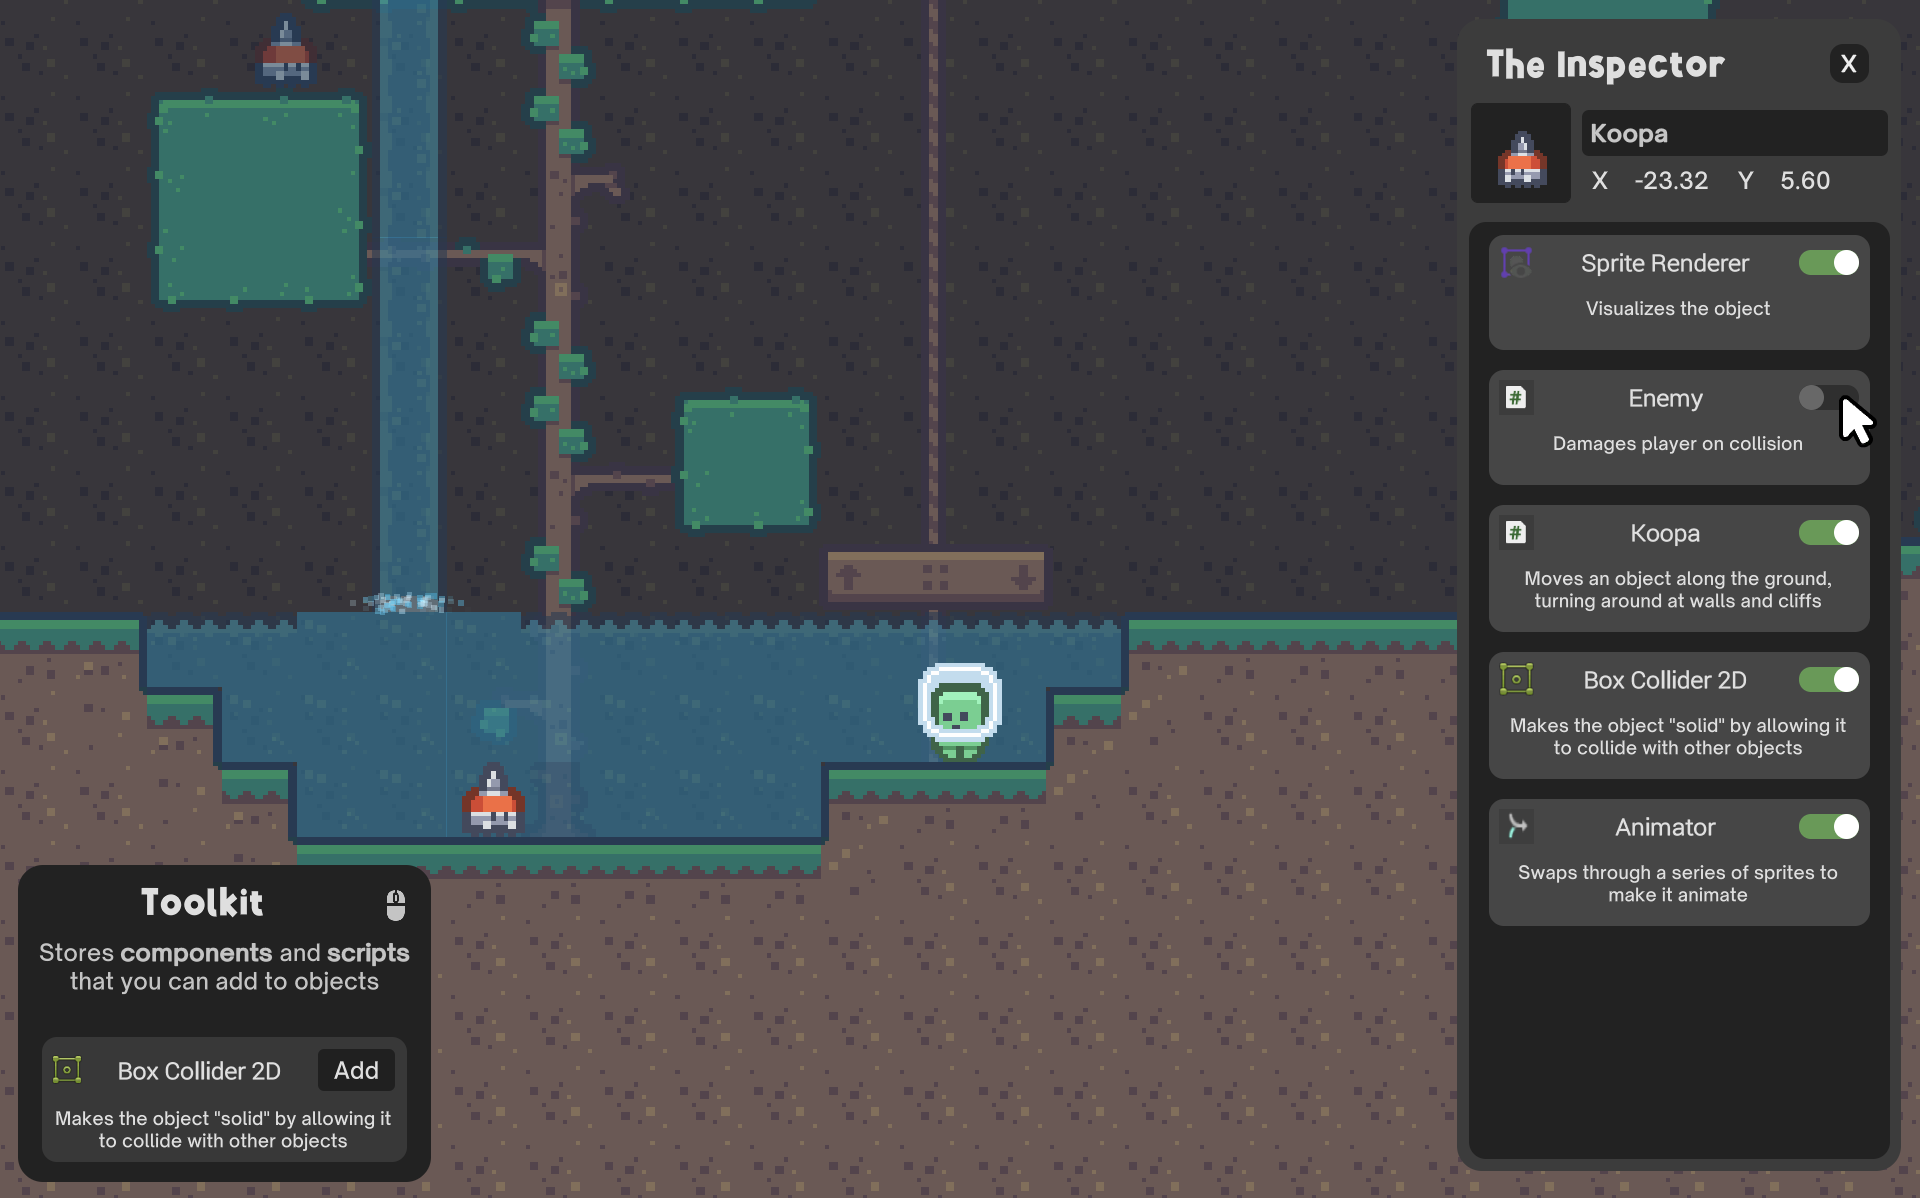 The Inspector
X
Koopa
X -23.32 Y 5.60
Sprite Renderer
Visualizes the object
#
Enemy
Damages player on collision
#
Koopa
Moves an object along the ground,
turning around at walls and cliffs
Box Collider 2D
Makes the object "solid" by allowing it
to collide with other objects
Animator
Swaps through a series of sprites to
make it animate
Toolkit
Stores components and scripts
that you can add to objects
Box Collider 2D
Add
Makes the object "solid" by allowing it
to collide with other objects